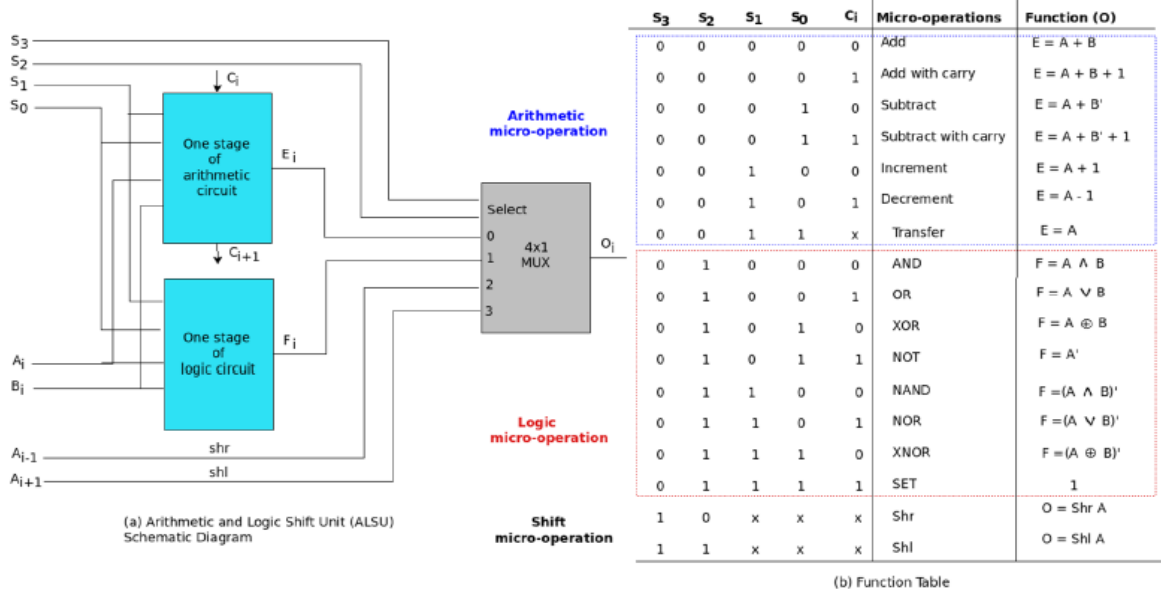 S3
S2
S1
S0
Ci
One stage
of
arithmetic
circuit
Ei
Ci+1
One stage
of
logic circuit
Fi
Ai
Bi
Ai-1
shr
Ai+1
shl
Arithmetic
micro-operation
Select
0
1
2
3
4x1
MUX
Oi
Logic
micro-operation
Shift
micro-operation
(a) Arithmetic and Logic Shift Unit (ALSU)
Schematic Diagram
S3 S2 S1 S0 Ci Micro-operations Function (O)
0 0 0 0 0 Add E = A + B
0 0 0 0 1 Add with carry E = A + B + 1
0 0 0 1 0 Subtract E = A + B'
0 0 0 1 1 Subtract with carry E = A + B' + 1
0 0 1 0 0 Increment E = A + 1
0 0 1 0 1 Decrement E = A - 1
0 0 1 1 x Transfer E = A
0 1 0 0 0 AND F = A ∧ B
0 1 0 0 1 OR F = A ∨ B
0 1 0 1 0 XOR F = A ⊕ B
0 1 0 1 1 NOT F = A'
0 1 1 0 0 NAND F =(A ∧ B)'
0 1 1 0 1 NOR F =(A ∨ B)'
0 1 1 1 0 XNOR F =(A ⊕ B)'
0 1 1 1 1 SET 1
1 0 x x x Shr O = Shr A
1 1 x x x Shl O = Shl A
(b) Function Table